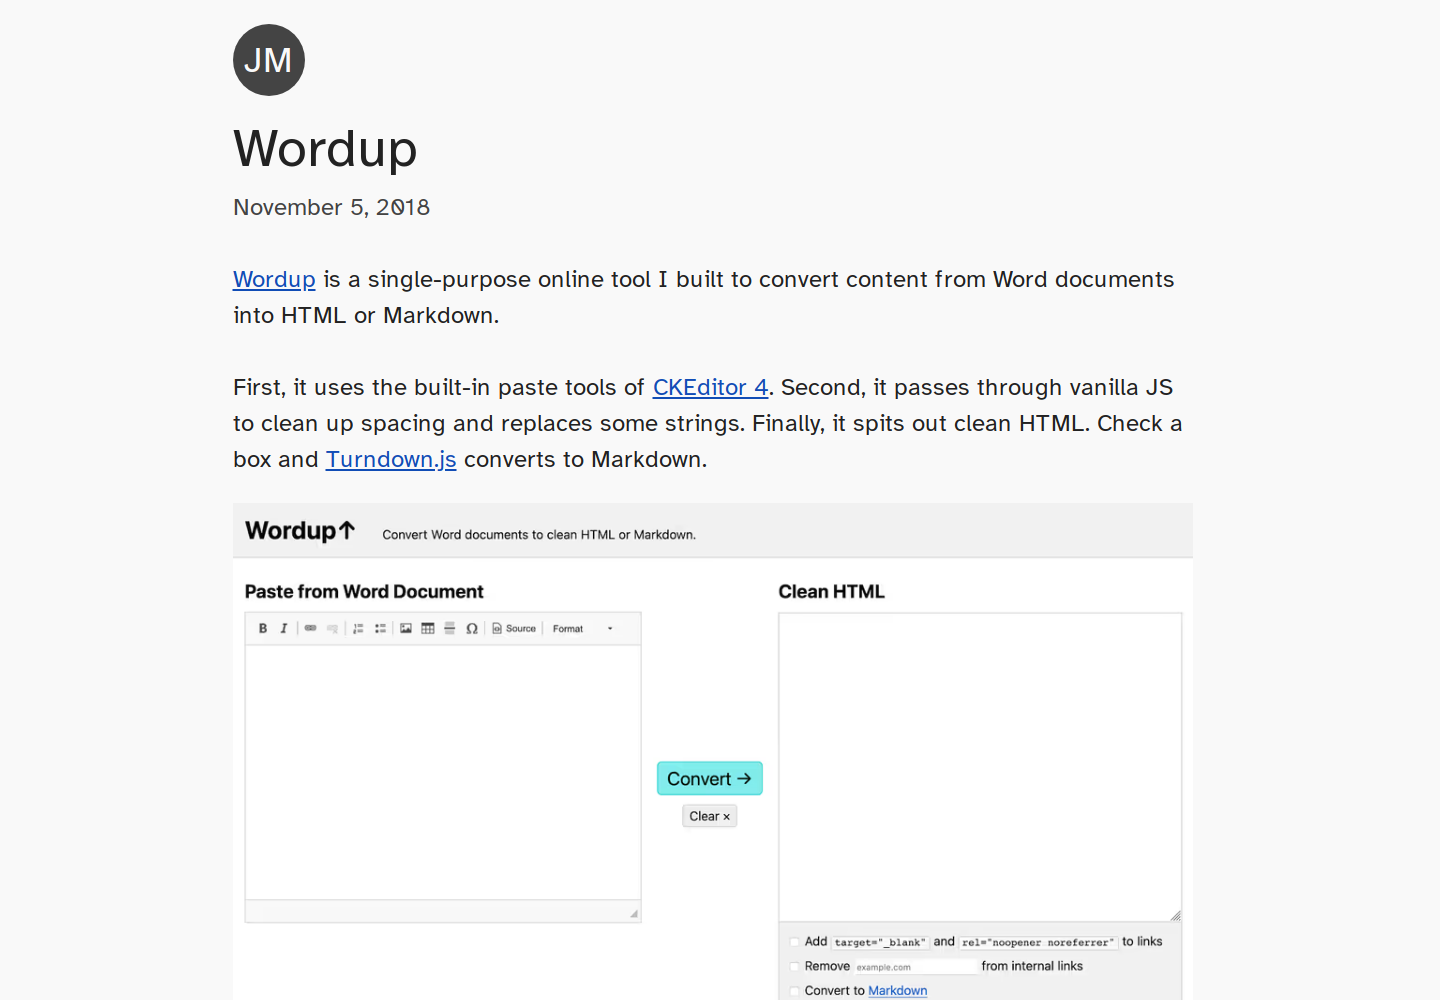 JM
Wordup
November 5, 2018
Wordup is a single-purpose online tool I built to convert content from Word documents
into HTML or Markdown.
First, it uses the built-in paste tools of CKEditor 4. Second, it passes through vanilla JS
to clean up spacing and replaces some strings. Finally, it spits out clean HTML. Check a
box and Turndown.js converts to Markdown.
Wordup↑ Convert Word documents to clean HTML or Markdown.
Paste from Word Document
B I Ω Source Format
Convert →
Clear ×
Clean HTML
Add target="_blank" and rel="noopener noreferrer" to links
Remove example.com from internal links
Convert to Markdown